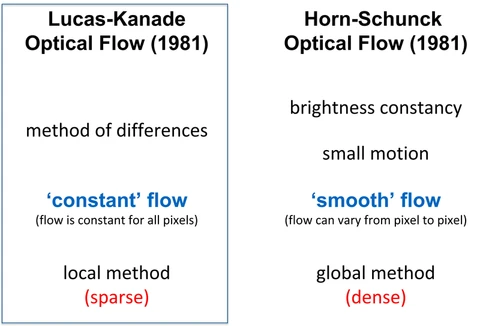 Lucas-Kanade
Optical Flow (1981)
method of differences
‘constant’ flow
(flow is constant for all pixels)
local method
(sparse)
Horn-Schunck
Optical Flow (1981)
brightness constancy
small motion
‘smooth’ flow
(flow can vary from pixel to pixel)
global method
(dense)